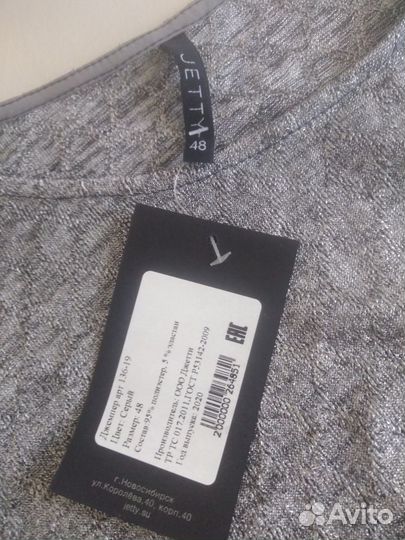 JETTY
48
Джемпер арт 136-19
Цвет: Серый
Размер: 48
Состав-95% полиэстер, 5 % эластан
Производитель: ООО Джетти
ТР ТС 017.2011,ГОСТ Р53142-2009
Год выпуска: 2020
EAC
2000000 264851
г.Новосибирск
ул.Королёва,40, корп.40
jetty.su
Avito